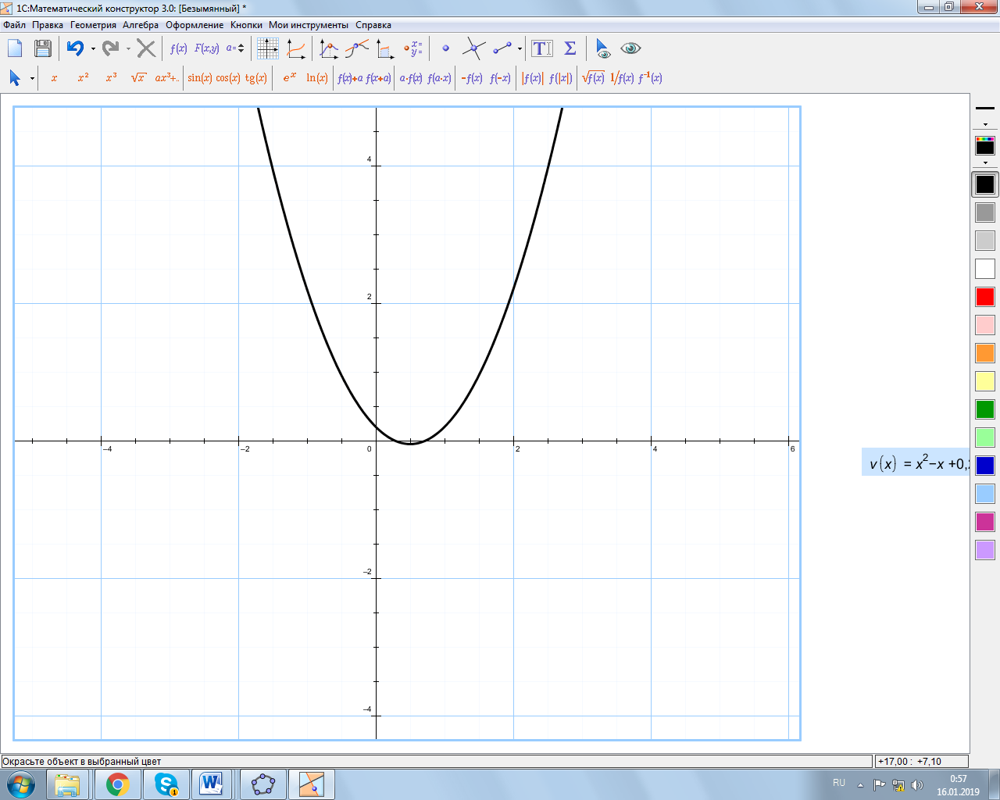 1С:Математический конструктор 3.0: [Безымянный] *
Файл Правка Геометрия Алгебра Оформление Кнопки Мои инструменты Справка
f(x) F(x,y) a= x= y= T Σ
x x² x³ √x ax³+.. sin(x) cos(x) tg(x) eˣ ln(x) f(x)+a f(x+a) a·f(x) f(a·x) -f(x) f(-x) |f(x)| f(|x|) √f(x) 1/f(x) f⁻¹(x)
4
2
−4 −2 0 2 4 6
v(x) = x²−x +0,
−2
−4
Окрасьте объект в выбранный цвет +17,00 : +7,10
RU 0:57
16.01.2019